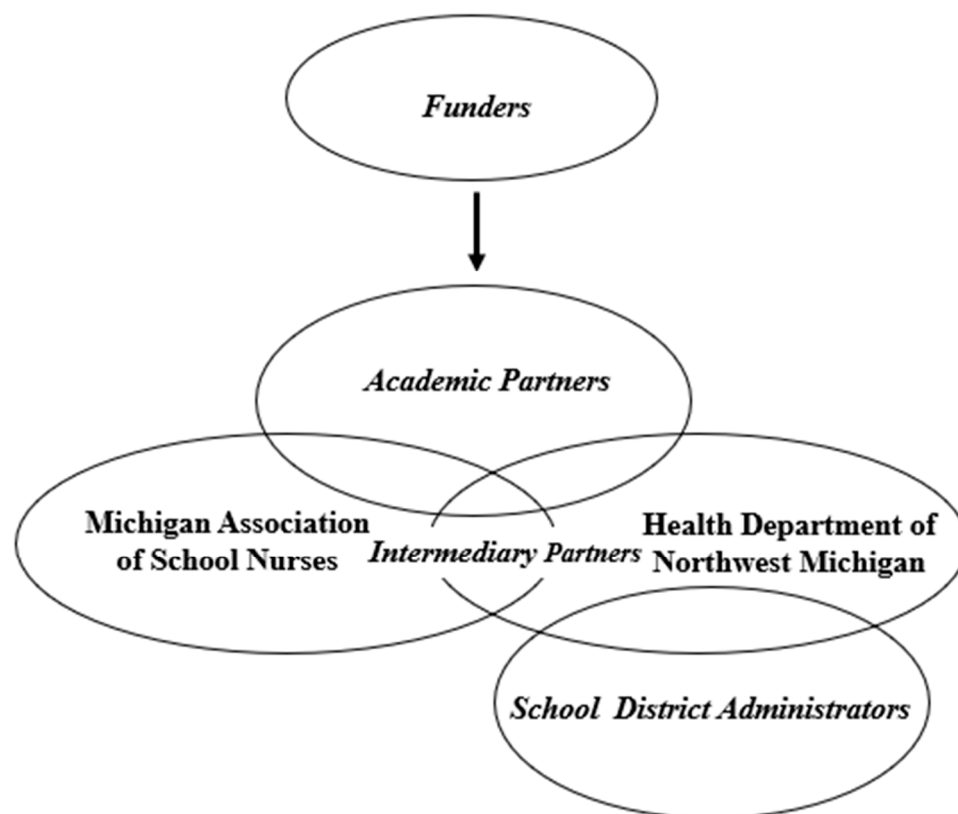 Funders
Academic Partners
Michigan Association
of School Nurses
Intermediary Partners
Health Department of
Northwest Michigan
School District Administrators